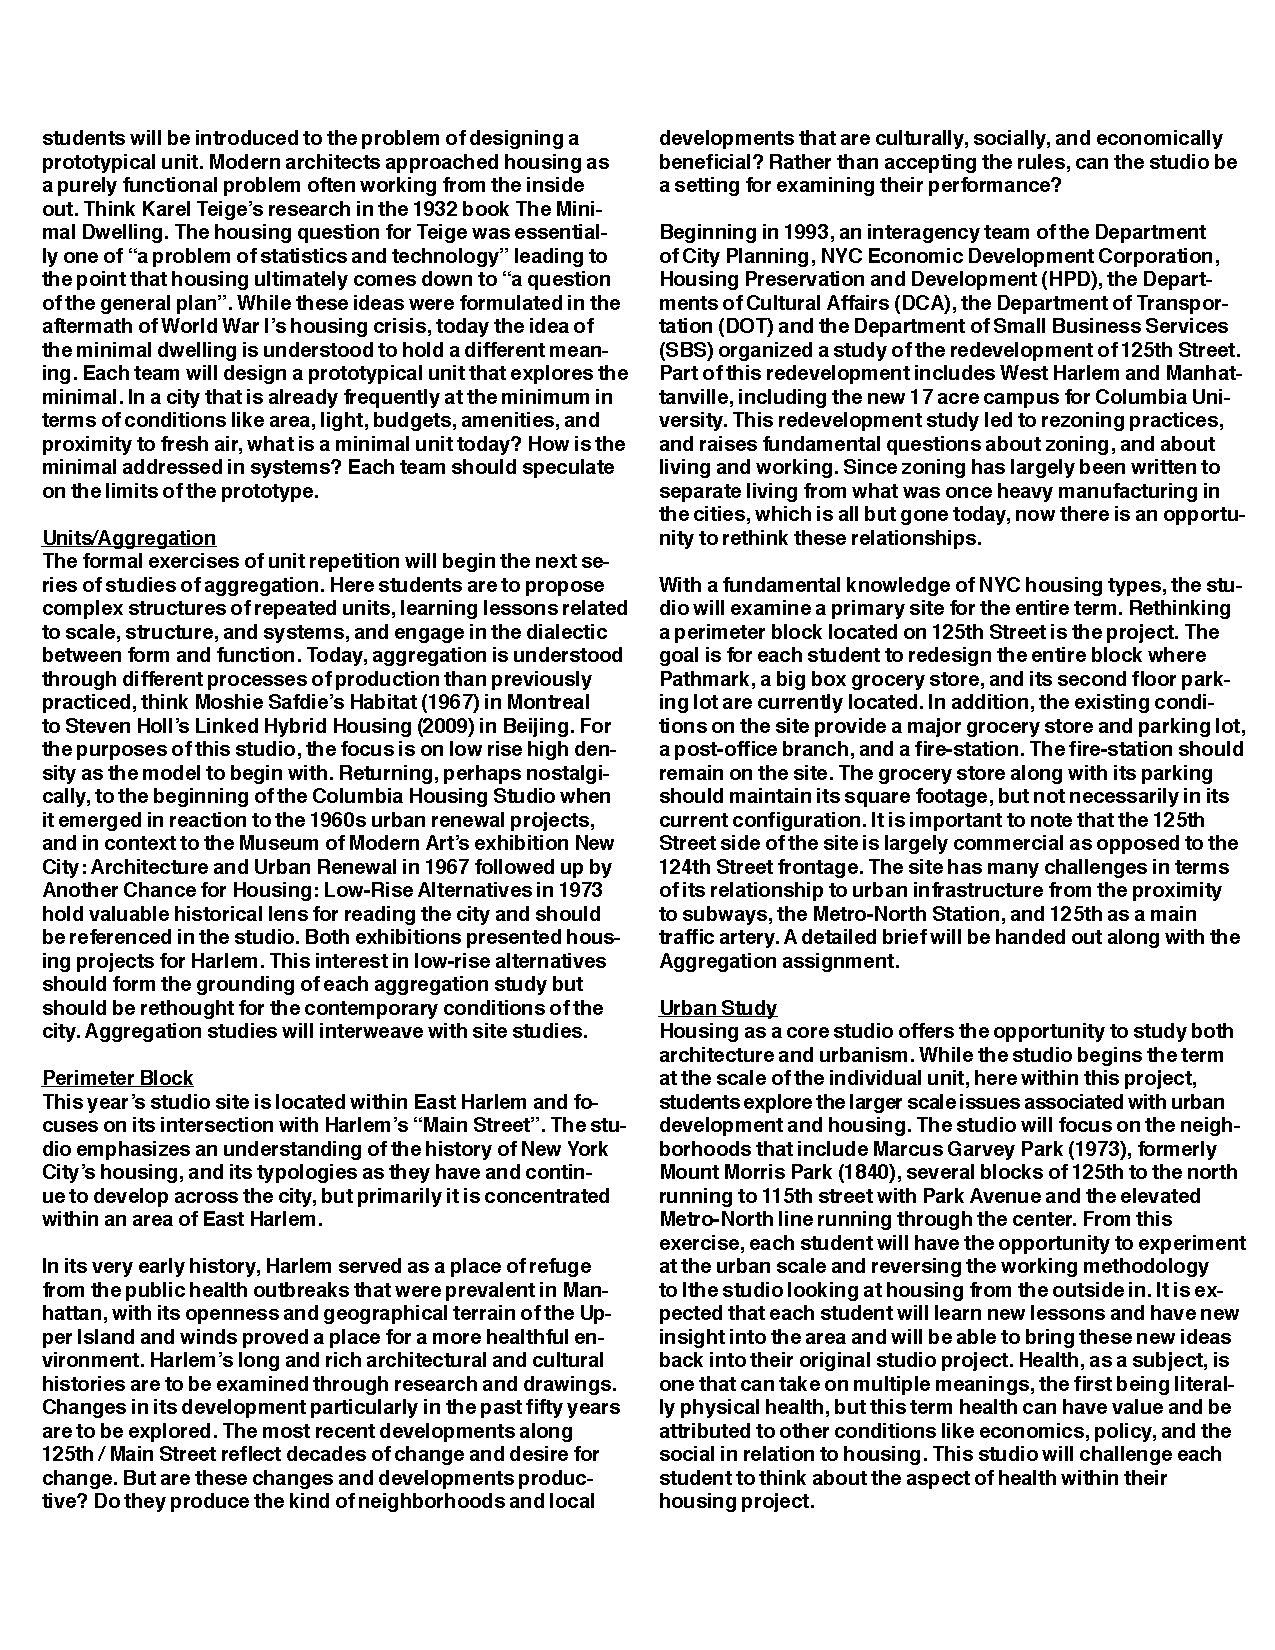 students will be introduced to the problem of designing a
prototypical unit. Modern architects approached housing as
a purely functional problem often working from the inside
out. Think Karel Teige’s research in the 1932 book The Mini-
mal Dwelling. The housing question for Teige was essential-
ly one of “a problem of statistics and technology” leading to
the point that housing ultimately comes down to “a question
of the general plan”. While these ideas were formulated in the
aftermath of World War I’s housing crisis, today the idea of
the minimal dwelling is understood to hold a different mean-
ing. Each team will design a prototypical unit that explores the
minimal. In a city that is already frequently at the minimum in
terms of conditions like area, light, budgets, amenities, and
proximity to fresh air, what is a minimal unit today? How is the
minimal addressed in systems? Each team should speculate
on the limits of the prototype.

Units/Aggregation
The formal exercises of unit repetition will begin the next se-
ries of studies of aggregation. Here students are to propose
complex structures of repeated units, learning lessons related
to scale, structure, and systems, and engage in the dialectic
between form and function. Today, aggregation is understood
through different processes of production than previously
practiced, think Moshie Safdie’s Habitat (1967) in Montreal
to Steven Holl’s Linked Hybrid Housing (2009) in Beijing. For
the purposes of this studio, the focus is on low rise high den-
sity as the model to begin with. Returning, perhaps nostalgi-
cally, to the beginning of the Columbia Housing Studio when
it emerged in reaction to the 1960s urban renewal projects,
and in context to the Museum of Modern Art’s exhibition New
City: Architecture and Urban Renewal in 1967 followed up by
Another Chance for Housing: Low-Rise Alternatives in 1973
hold valuable historical lens for reading the city and should
be referenced in the studio. Both exhibitions presented hous-
ing projects for Harlem. This interest in low-rise alternatives
should form the grounding of each aggregation study but
should be rethought for the contemporary conditions of the
city. Aggregation studies will interweave with site studies.

Perimeter Block
This year’s studio site is located within East Harlem and fo-
cuses on its intersection with Harlem’s “Main Street”. The stu-
dio emphasizes an understanding of the history of New York
City’s housing, and its typologies as they have and contin-
ue to develop across the city, but primarily it is concentrated
within an area of East Harlem.

In its very early history, Harlem served as a place of refuge
from the public health outbreaks that were prevalent in Man-
hattan, with its openness and geographical terrain of the Up-
per Island and winds proved a place for a more healthful en-
vironment. Harlem’s long and rich architectural and cultural
histories are to be examined through research and drawings.
Changes in its development particularly in the past fifty years
are to be explored. The most recent developments along
125th / Main Street reflect decades of change and desire for
change. But are these changes and developments produc-
tive? Do they produce the kind of neighborhoods and local
developments that are culturally, socially, and economically
beneficial? Rather than accepting the rules, can the studio be
a setting for examining their performance?

Beginning in 1993, an interagency team of the Department
of City Planning, NYC Economic Development Corporation,
Housing Preservation and Development (HPD), the Depart-
ments of Cultural Affairs (DCA), the Department of Transpor-
tation (DOT) and the Department of Small Business Services
(SBS) organized a study of the redevelopment of 125th Street.
Part of this redevelopment includes West Harlem and Manhat-
tanville, including the new 17 acre campus for Columbia Uni-
versity. This redevelopment study led to rezoning practices,
and raises fundamental questions about zoning, and about
living and working. Since zoning has largely been written to
separate living from what was once heavy manufacturing in
the cities, which is all but gone today, now there is an opportu-
nity to rethink these relationships.

With a fundamental knowledge of NYC housing types, the stu-
dio will examine a primary site for the entire term. Rethinking
a perimeter block located on 125th Street is the project. The
goal is for each student to redesign the entire block where
Pathmark, a big box grocery store, and its second floor park-
ing lot are currently located. In addition, the existing condi-
tions on the site provide a major grocery store and parking lot,
a post-office branch, and a fire-station. The fire-station should
remain on the site. The grocery store along with its parking
should maintain its square footage, but not necessarily in its
current configuration. It is important to note that the 125th
Street side of the site is largely commercial as opposed to the
124th Street frontage. The site has many challenges in terms
of its relationship to urban infrastructure from the proximity
to subways, the Metro-North Station, and 125th as a main
traffic artery. A detailed brief will be handed out along with the
Aggregation assignment.

Urban Study
Housing as a core studio offers the opportunity to study both
architecture and urbanism. While the studio begins the term
at the scale of the individual unit, here within this project,
students explore the larger scale issues associated with urban
development and housing. The studio will focus on the neigh-
borhoods that include Marcus Garvey Park (1973), formerly
Mount Morris Park (1840), several blocks of 125th to the north
running to 115th street with Park Avenue and the elevated
Metro-North line running through the center. From this
exercise, each student will have the opportunity to experiment
at the urban scale and reversing the working methodology
to lthe studio looking at housing from the outside in. It is ex-
pected that each student will learn new lessons and have new
insight into the area and will be able to bring these new ideas
back into their original studio project. Health, as a subject, is
one that can take on multiple meanings, the first being literal-
ly physical health, but this term health can have value and be
attributed to other conditions like economics, policy, and the
social in relation to housing. This studio will challenge each
student to think about the aspect of health within their
housing project.